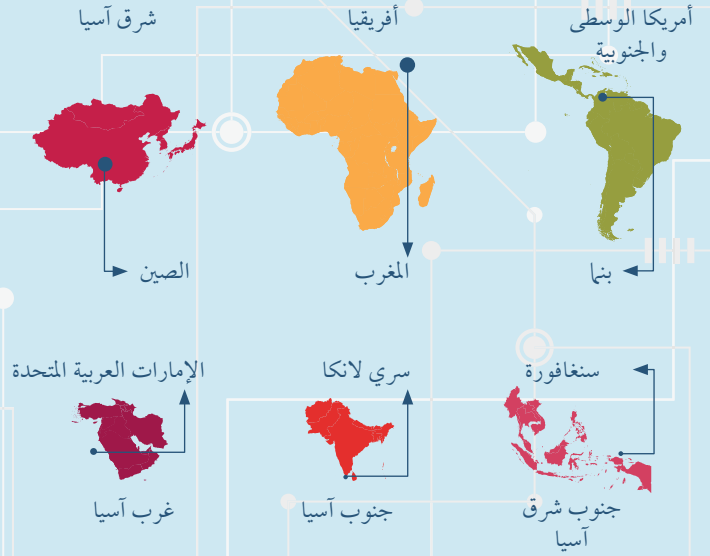 أمريكا الوسطى
والجنوبية
أفريقيا
شرق آسيا
بنما
المغرب
الصين
سنغافورة
سري لانكا
الإمارات العربية المتحدة
جنوب شرق
آسيا
جنوب آسيا
غرب آسيا